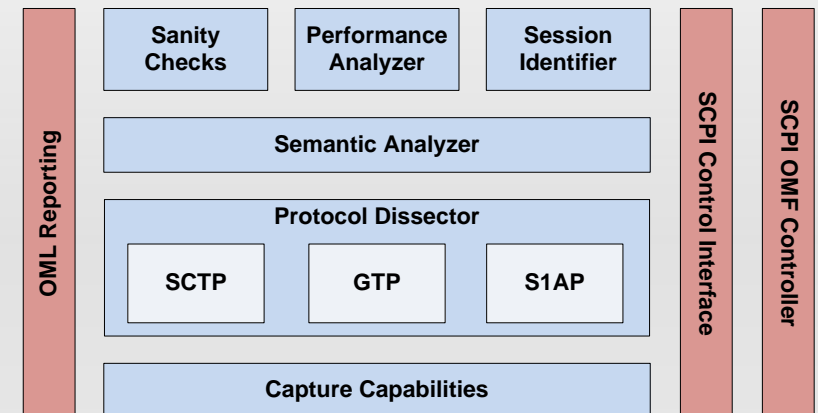 OML Reporting
Sanity
Checks
Performance
Analyzer
Session
Identifier
Semantic Analyzer
Protocol Dissector
SCTP
GTP
S1AP
Capture Capabilities
SCPI Control Interface
SCPI OMF Controller